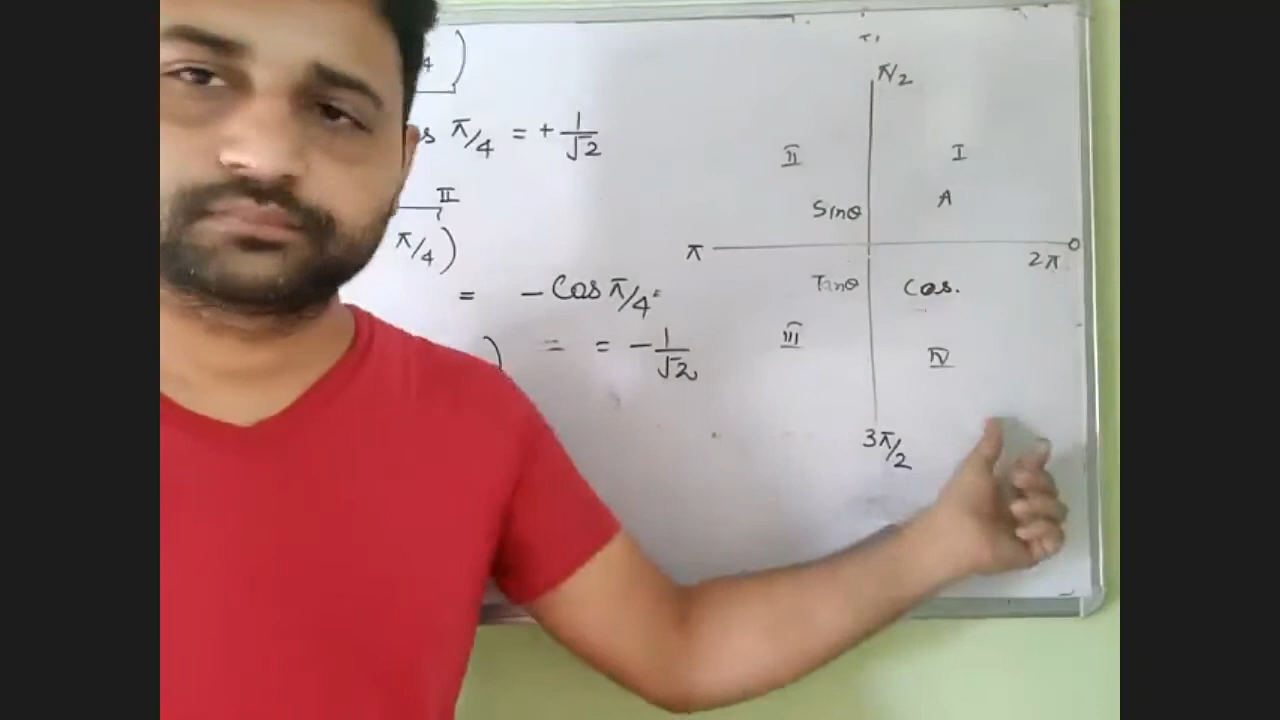 4 )
s π/4 = + 1/√2
II
π/4)
= - Cos π/4 =
) = = - 1/√2
π/2
II I
Sinθ A
π 0
2π
Tanθ Cos.
III IV
3π/2